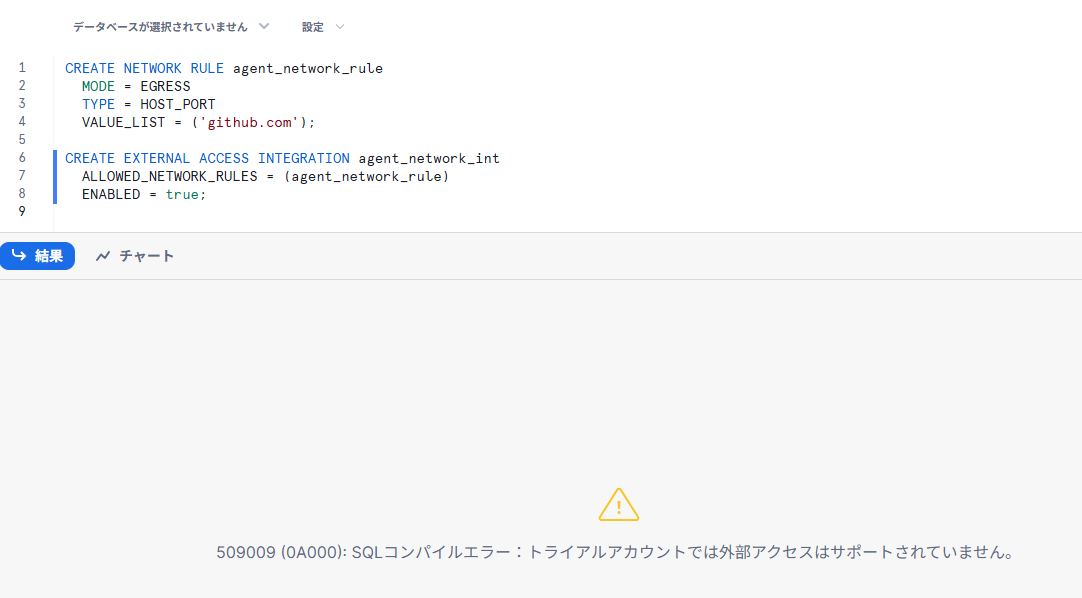 データベースが選択されていません 設定
1 CREATE NETWORK RULE agent_network_rule
2 MODE = EGRESS
3 TYPE = HOST_PORT
4 VALUE_LIST = ('github.com');
5
6 CREATE EXTERNAL ACCESS INTEGRATION agent_network_int
7 ALLOWED_NETWORK_RULES = (agent_network_rule)
8 ENABLED = true;
9
結果 チャート
509009 (0A000): SQLコンパイルエラー：トライアルアカウントでは外部アクセスはサポートされていません。